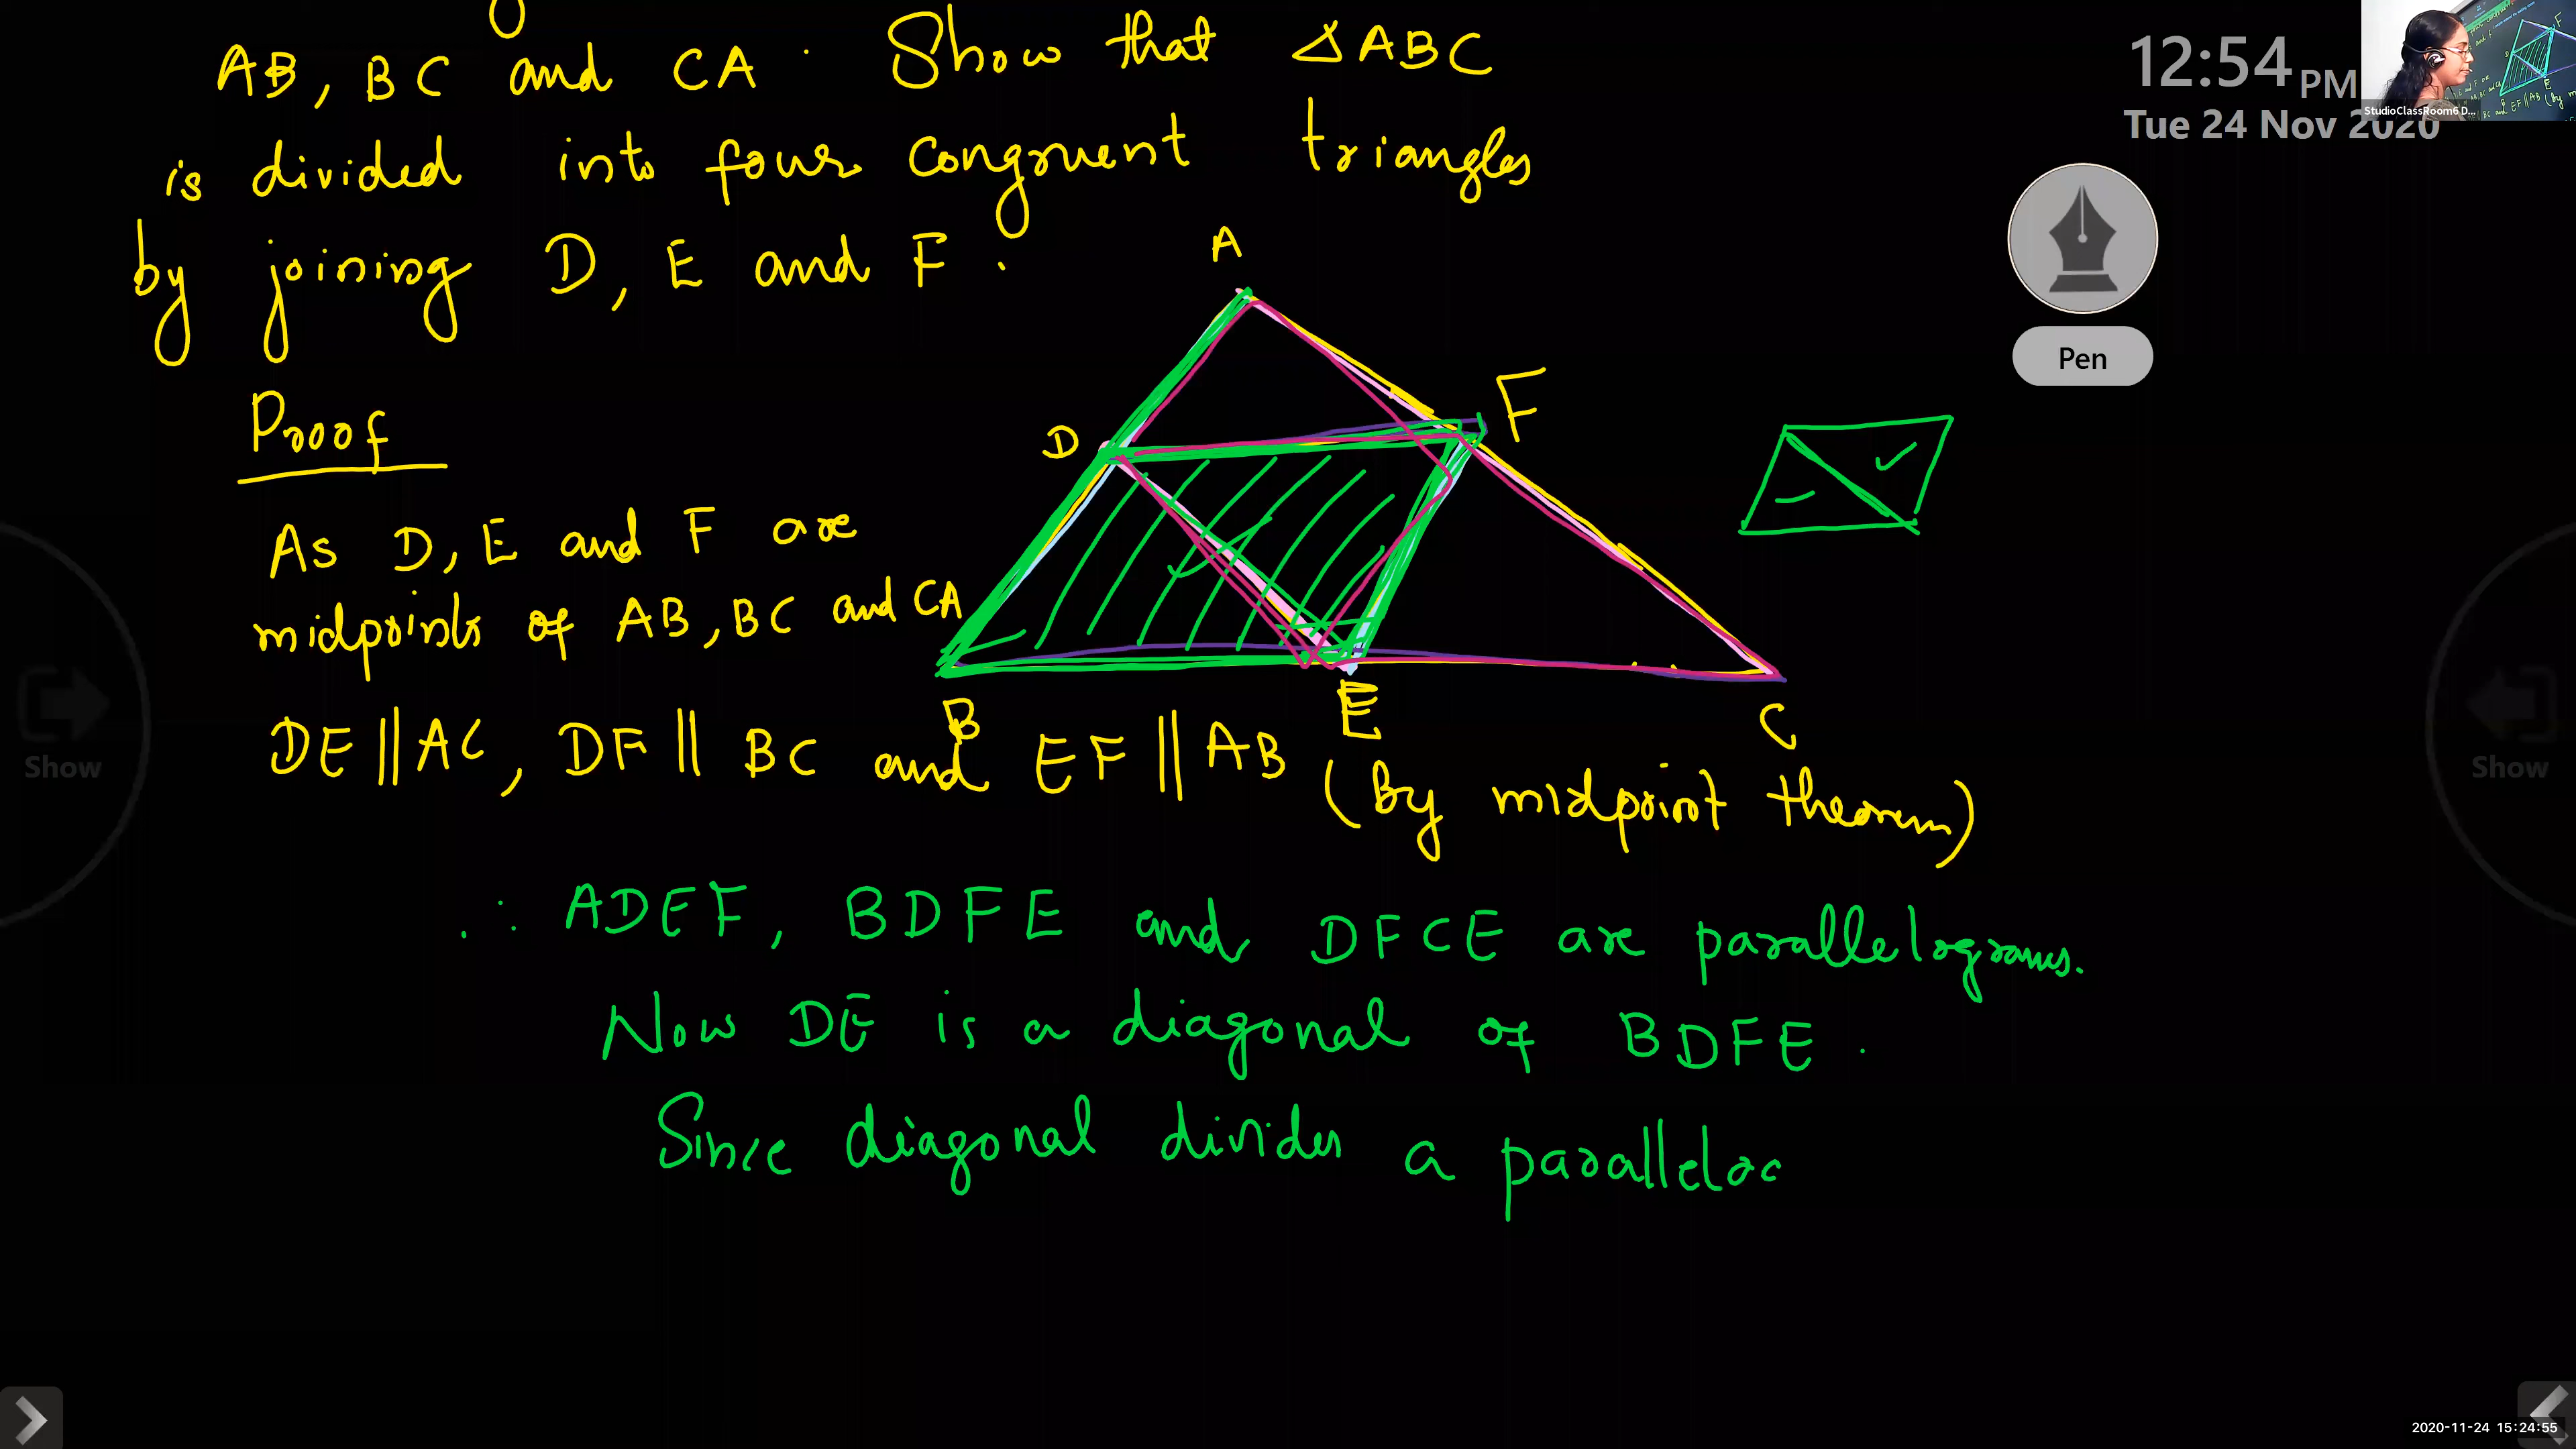 AB, BC and CA. Show that △ABC
is divided into four congruent triangles
by joining D, E and F.
Proof
As D, E and F are
midpoints of AB, BC and CA
DE ∥ AC, DF ∥ BC and EF ∥ AB (by midpoint theorem)
∴ ADEF, BDFE and DFCE are parallelograms.
Now DE is a diagonal of BDFE.
Since diagonal divides a paralleloc
A
D
F
B
E
C
12:54 PM
Tue 24 Nov 2020
StudioClassRoom6 D...
Pen
Show
Show
2020-11-24 15:24:55